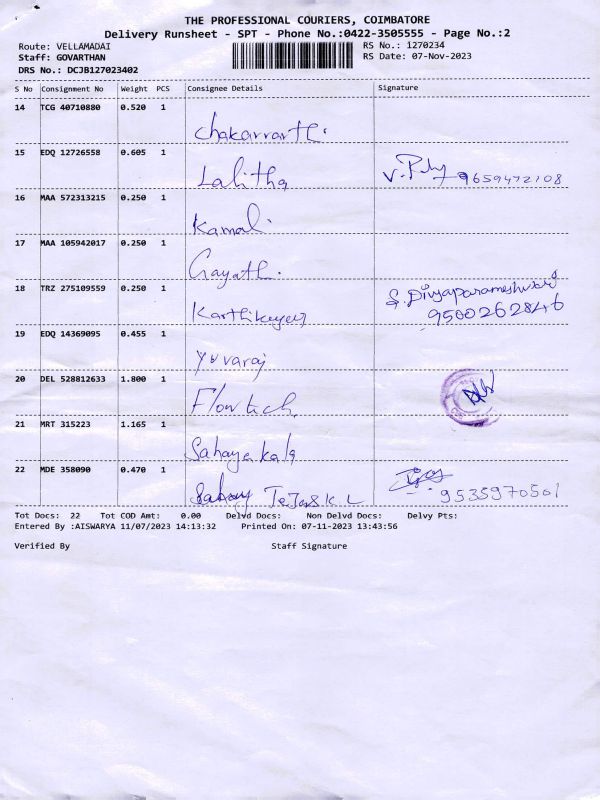 THE PROFESSIONAL COURIERS, COIMBATORE
Delivery Runsheet - SPT - Phone No.:0422-3505555 - Page No.:2
Route: VELLAMADAI RS No.: 1270234
Staff: GOVARTHAN RS Date: 07-Nov-2023
DRS No.: DCJB127023402
S No Consignment No Weight PCS Consignee Details Signature
14 TCG 40710880 0.520 1
Chakarvarti.
15 EDQ 12726558 0.605 1
Lalitha 9659472108
16 MAA 572313215 0.250 1
Kamal.
17 MAA 105942017 0.250 1
Gayath.
18 TRZ 275109559 0.250 1 S. Divyaparameshwari
Karthikeyen 9500262846
19 EDQ 14369095 0.455 1
Yuvaraj
20 DEL 528812633 1.800 1
Flowtech
21 MRT 315223 1.165 1
Sahayakala
22 MDE 358090 0.470 1
TeJas K. L 9535970501
Tot Docs: 22 Tot COD Amt: 0.00 Delvd Docs: Non Delvd Docs: Delvy Pts:
Entered By :AISWARYA 11/07/2023 14:13:32 Printed On: 07-11-2023 13:43:56
Verified By Staff Signature